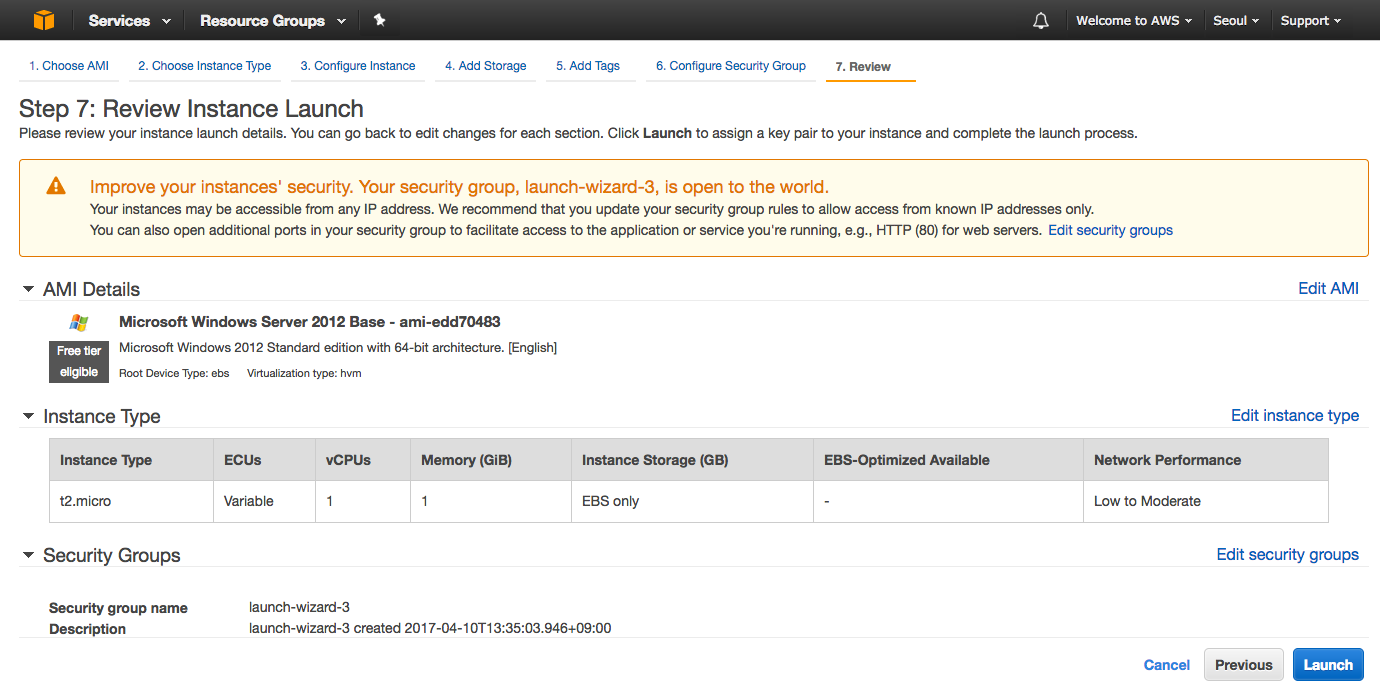 Services Resource Groups Welcome to AWS Seoul Support
1. Choose AMI 2. Choose Instance Type 3. Configure Instance 4. Add Storage 5. Add Tags 6. Configure Security Group 7. Review
Step 7: Review Instance Launch
Please review your instance launch details. You can go back to edit changes for each section. Click Launch to assign a key pair to your instance and complete the launch process.
Improve your instances' security. Your security group, launch-wizard-3, is open to the world.
Your instances may be accessible from any IP address. We recommend that you update your security group rules to allow access from known IP addresses only.
You can also open additional ports in your security group to facilitate access to the application or service you're running, e.g., HTTP (80) for web servers. Edit security groups
AMI Details Edit AMI
Microsoft Windows Server 2012 Base - ami-edd70483
Free tier eligible
Microsoft Windows 2012 Standard edition with 64-bit architecture. [English]
Root Device Type: ebs Virtualization type: hvm
Instance Type Edit instance type
Instance Type ECUs vCPUs Memory (GiB) Instance Storage (GB) EBS-Optimized Available Network Performance
t2.micro Variable 1 1 EBS only - Low to Moderate
Security Groups Edit security groups
Security group name launch-wizard-3
Description launch-wizard-3 created 2017-04-10T13:35:03.946+09:00
Cancel Previous Launch